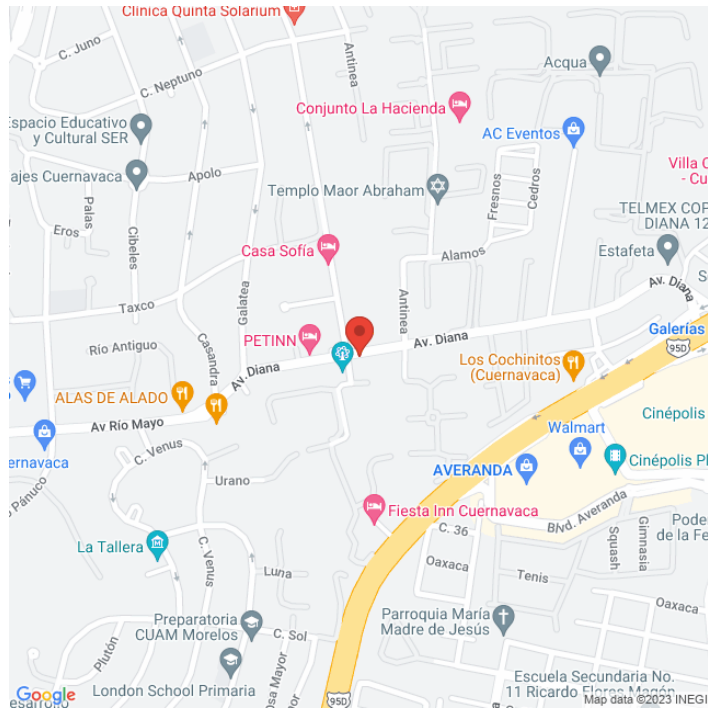 Clínica Quinta Solarium
C. Juno
Antinea
Acqua
C. Neptuno
Conjunto La Hacienda
Espacio Educativo
y Cultural SER
AC Eventos
Villa C
- Cu
ajes Cuernavaca
Apolo
Templo Maor Abraham
Fresnos
Cedros
Palas
Eros
Cibeles
TELMEX COP
DIANA 12
Casa Sofía
Alamos
Estafeta
S
Galatea
Taxco
Antinea
Av. Diana
Río Antiguo
Casandra
PETINN
Av. Diana
Galerías
95D
Av. Diana
Los Cochinitos
(Cuernavaca)
ALAS DE ALADO
Av Río Mayo
Cinépolis
Walmart
C. Venus
ernavaca
AVERANDA
Cinépolis Pl
Urano
o Pánuco
Fiesta Inn Cuernavaca
Blvd. Averanda
C. 36
Pode
de la Fe
Gimnasia
Squash
La Tallera
C. Venus
Oaxaca
Luna
Tenis
Oaxaca
Preparatoria
CUAM Morelos
Parroquia María
Madre de Jesús
C. Sol
Plutón
osa Mayor
London School Primaria
Escuela Secundaria No.
11 Ricardo Flores Magón
Google
desarrollo
95D
Map data ©2023 INEGI